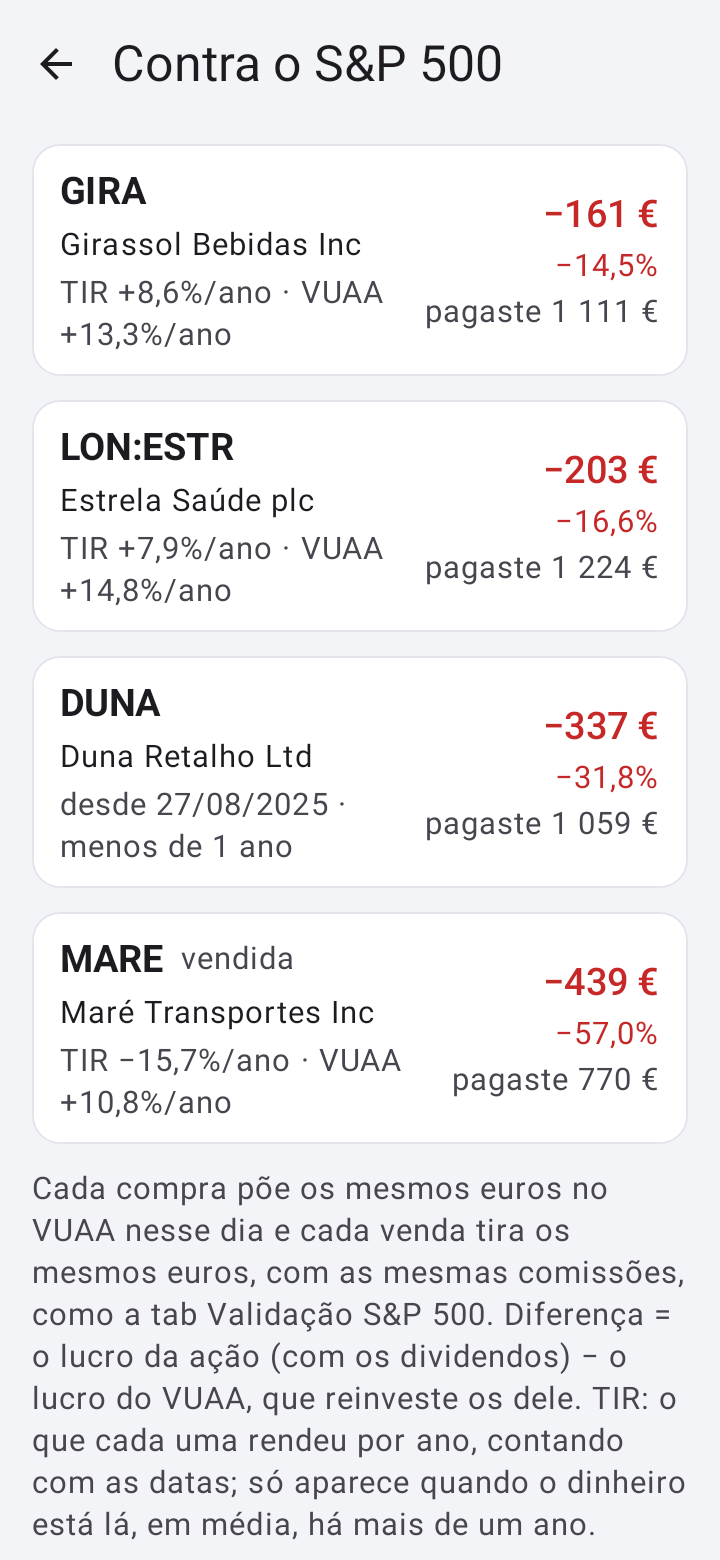 Contra o S&P 500
GIRA
Girassol Bebidas Inc
TIR +8,6%/ano · VUAA
+13,3%/ano
−161 €
−14,5%
pagaste 1 111 €
LON:ESTR
Estrela Saúde plc
TIR +7,9%/ano · VUAA
+14,8%/ano
−203 €
−16,6%
pagaste 1 224 €
DUNA
Duna Retalho Ltd
desde 27/08/2025 ·
menos de 1 ano
−337 €
−31,8%
pagaste 1 059 €
MARE vendida
Maré Transportes Inc
TIR −15,7%/ano · VUAA
+10,8%/ano
−439 €
−57,0%
pagaste 770 €
Cada compra põe os mesmos euros no
VUAA nesse dia e cada venda tira os
mesmos euros, com as mesmas comissões,
como a tab Validação S&P 500. Diferença =
o lucro da ação (com os dividendos) − o
lucro do VUAA, que reinveste os dele. TIR: o
que cada uma rendeu por ano, contando
com as datas; só aparece quando o dinheiro
está lá, em média, há mais de um ano.